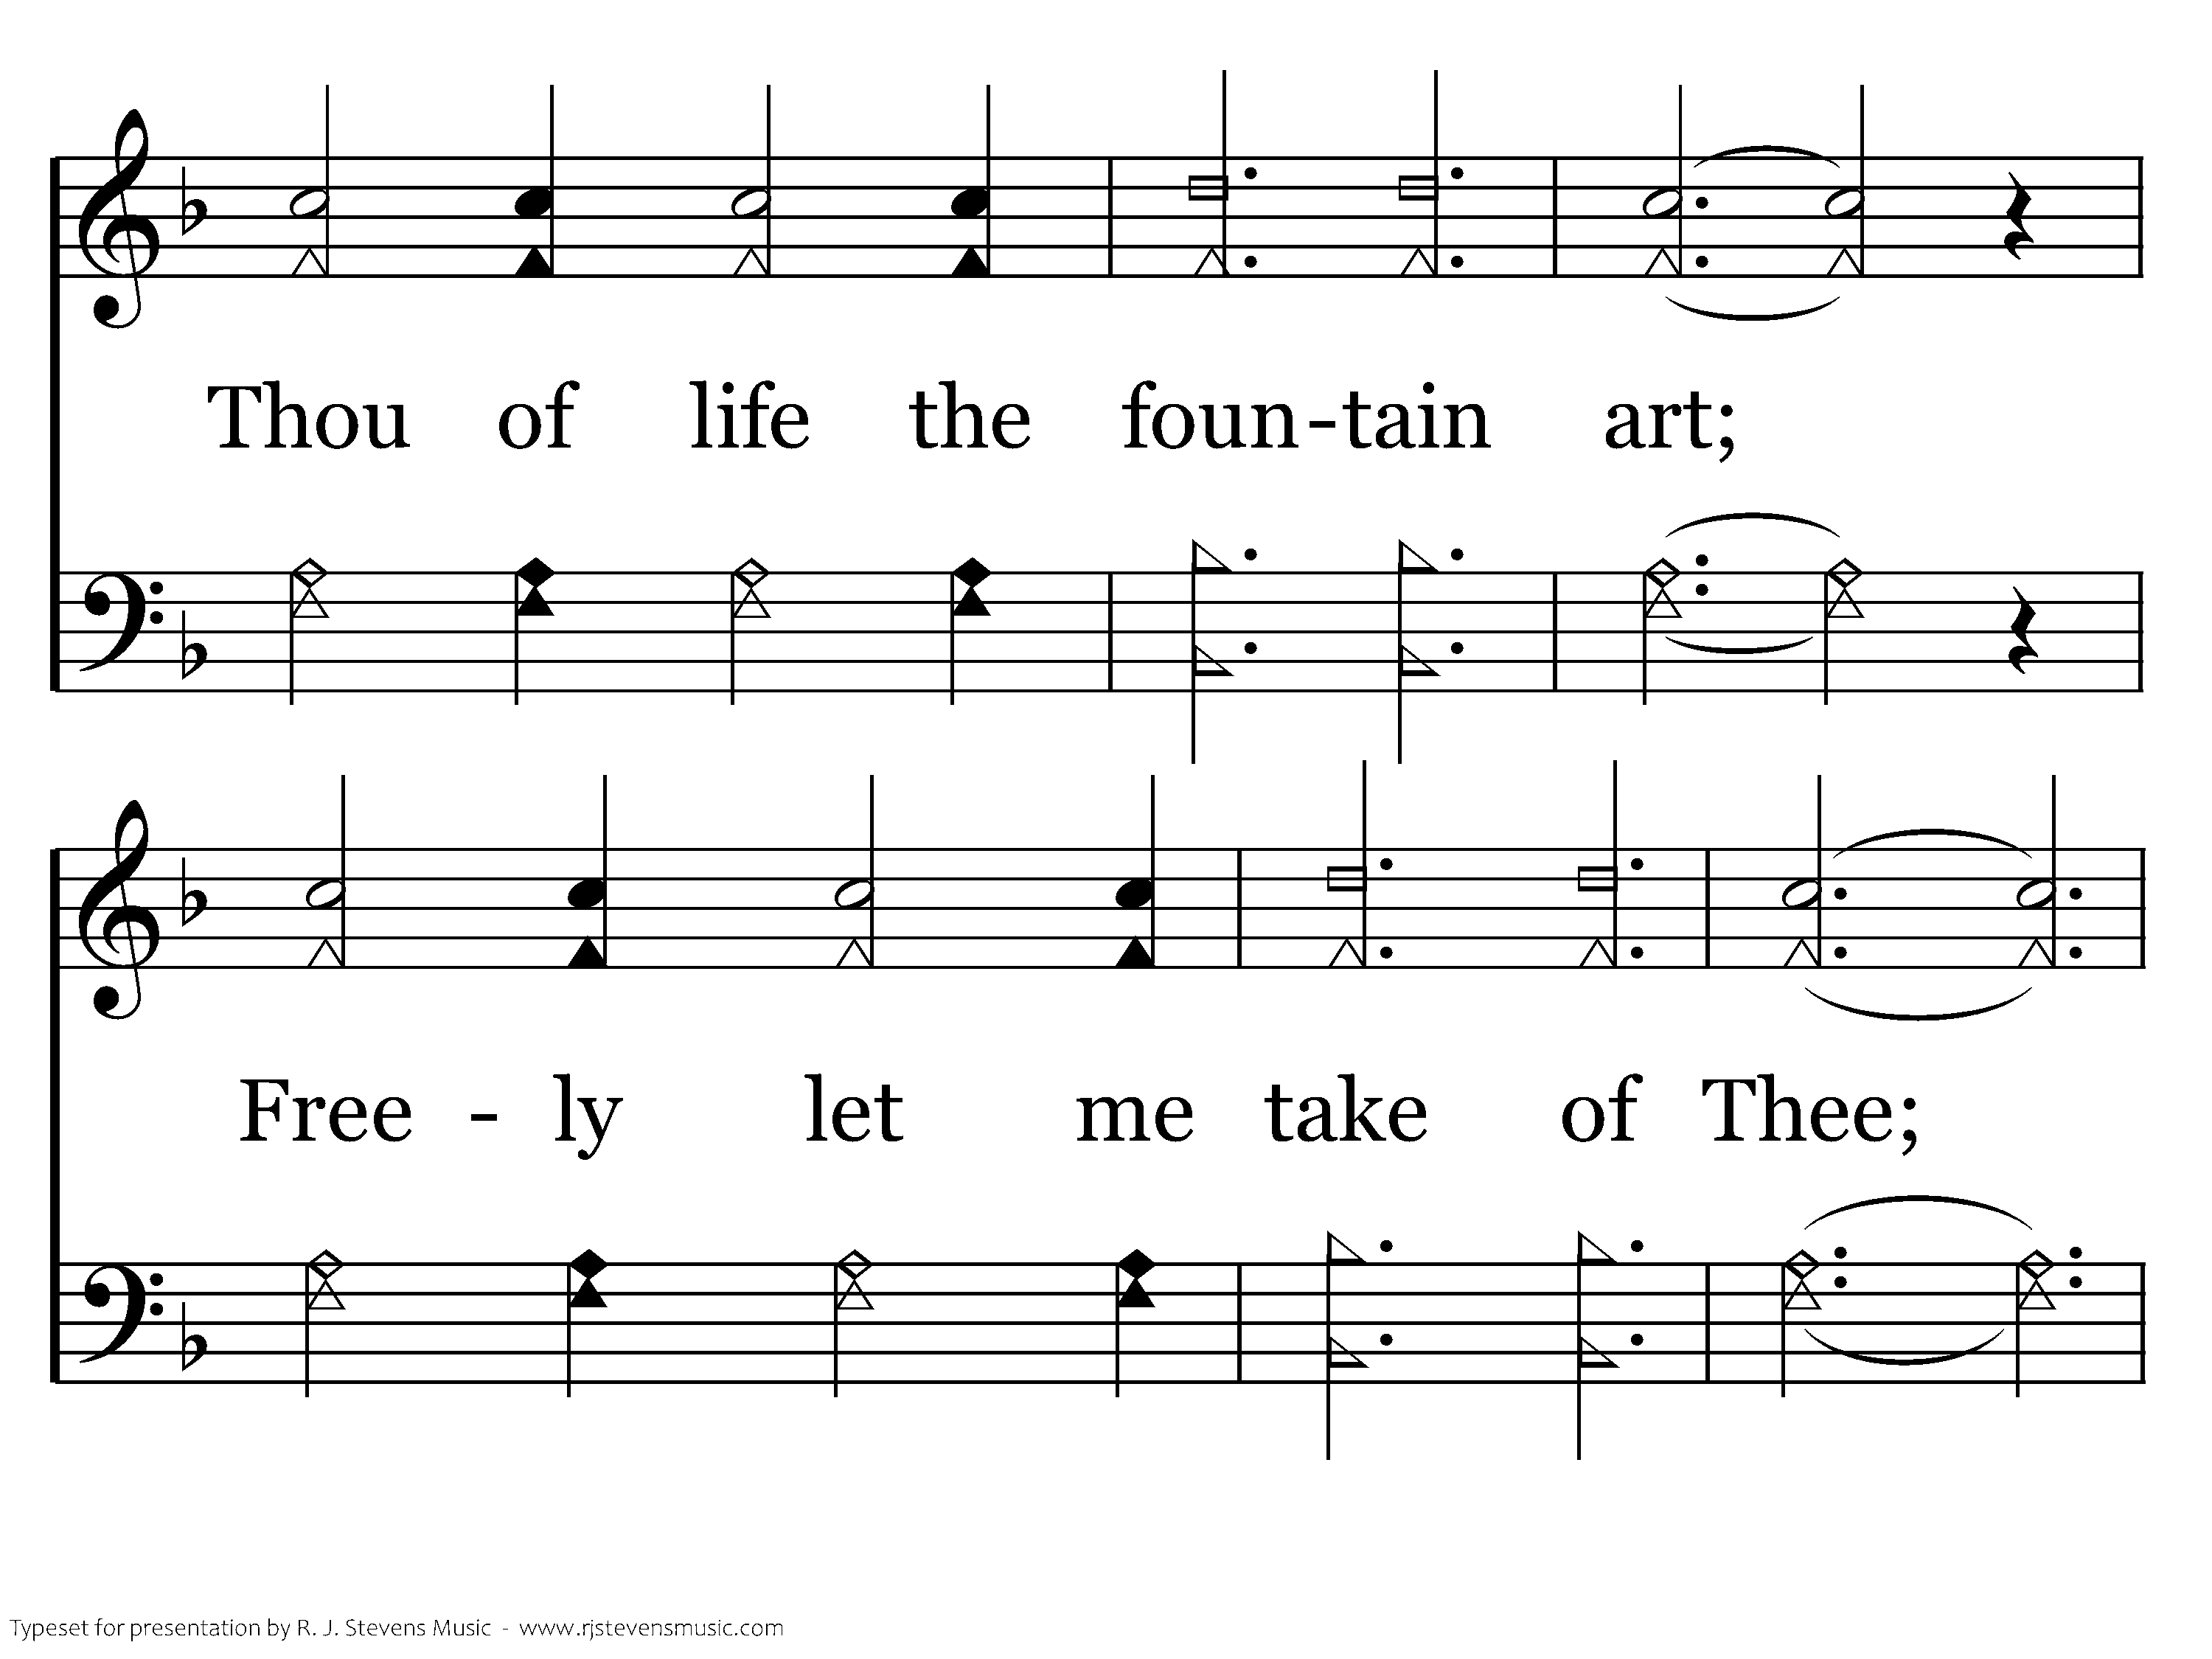 Thou of life the foun-tain art;
Free - ly let me take of Thee;
Typeset for presentation by R. J. Stevens Music - www.rjstevensmusic.com